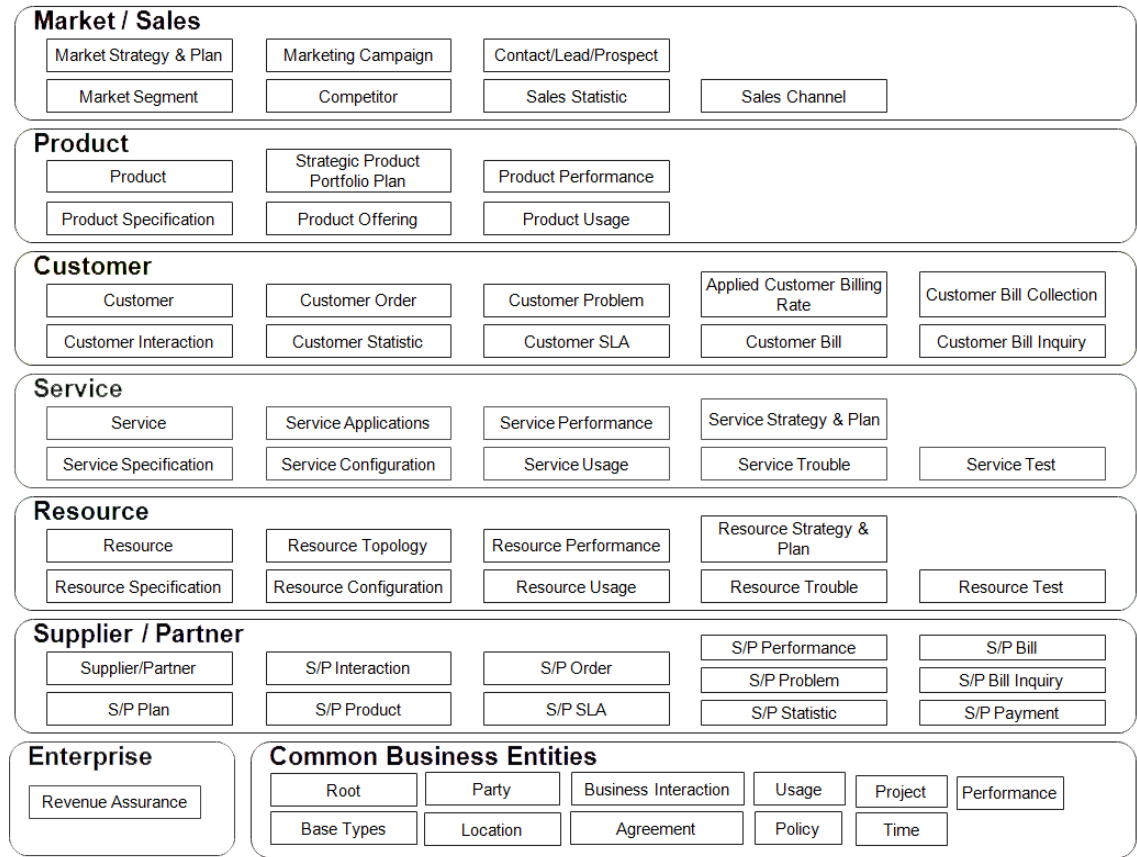 Market / Sales
Market Strategy & Plan
Marketing Campaign
Contact/Lead/Prospect
Market Segment
Competitor
Sales Statistic
Sales Channel
Product
Product
Strategic Product
Portfolio Plan
Product Performance
Product Specification
Product Offering
Product Usage
Customer
Customer
Customer Order
Customer Problem
Applied Customer Billing
Rate
Customer Bill Collection
Customer Interaction
Customer Statistic
Customer SLA
Customer Bill
Customer Bill Inquiry
Service
Service
Service Applications
Service Performance
Service Strategy & Plan
Service Specification
Service Configuration
Service Usage
Service Trouble
Service Test
Resource
Resource
Resource Topology
Resource Performance
Resource Strategy &
Plan
Resource Specification
Resource Configuration
Resource Usage
Resource Trouble
Resource Test
Supplier / Partner
Supplier/Partner
S/P Interaction
S/P Order
S/P Performance
S/P Bill
S/P Problem
S/P Bill Inquiry
S/P Plan
S/P Product
S/P SLA
S/P Statistic
S/P Payment
Enterprise
Revenue Assurance
Common Business Entities
Root
Party
Business Interaction
Usage
Project
Performance
Base Types
Location
Agreement
Policy
Time